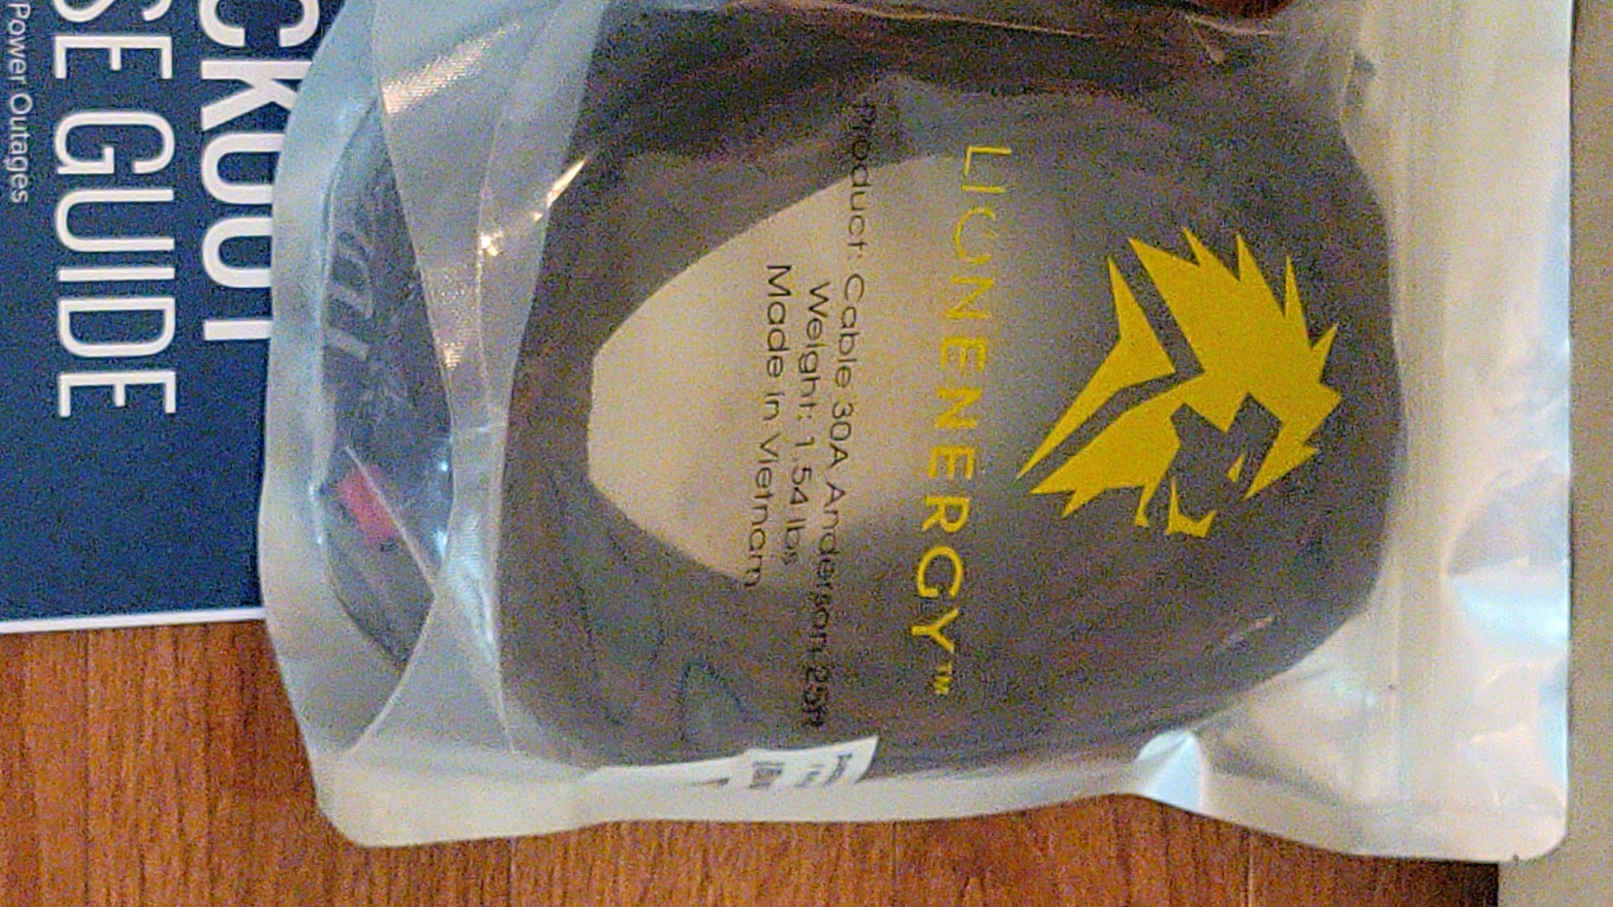 LIONENERGY™
Product: Cable 30A, Anderson 25ft
Weight: 1.54 lbs
Made in Vietnam
CKOUT
SE GUIDE
Power Outages